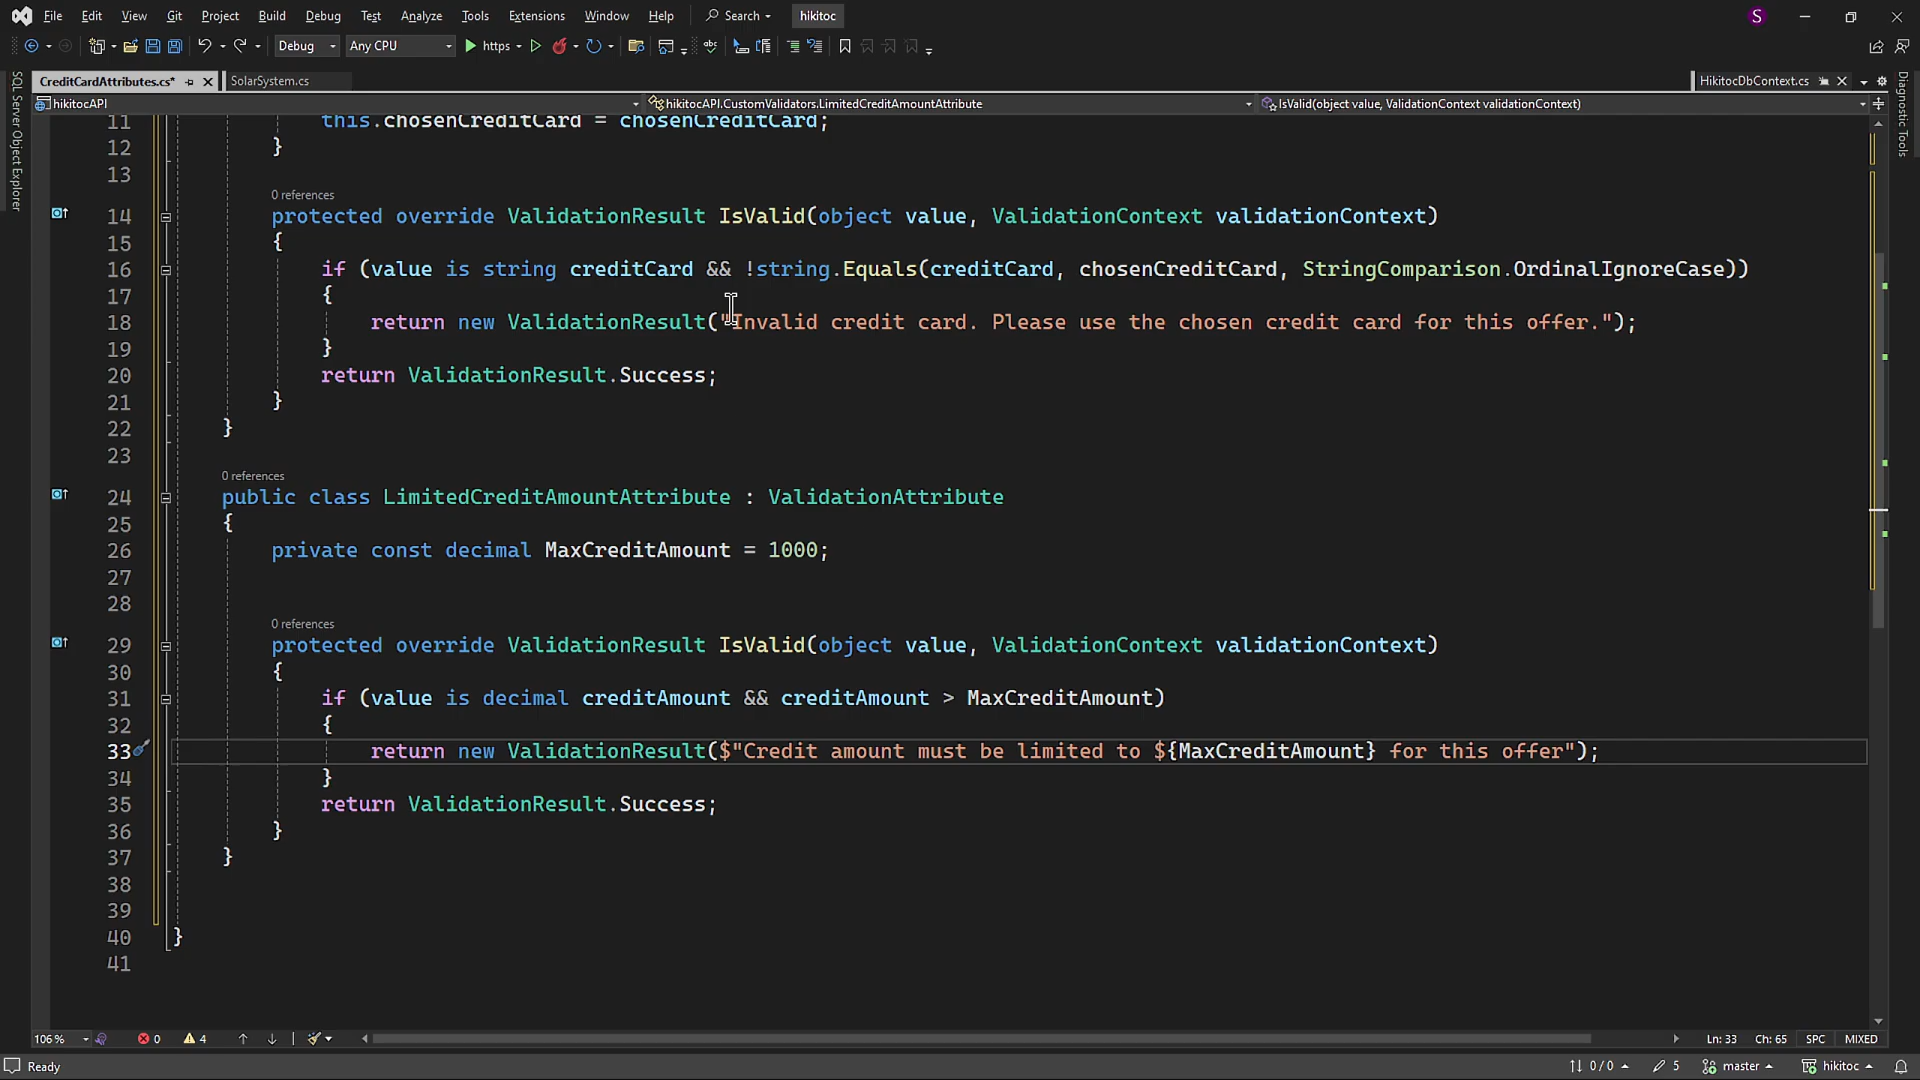 File Edit View Git Project Build Debug Test Analyze Tools Extensions Window Help Search hikitoc S
Debug Any CPU https
CreditCardAttributes.cs* SolarSystem.cs HikitocDbContext.cs
hikitocAPI hikitocAPI.CustomValidators.LimitedCreditAmountAttribute IsValid(object value, ValidationContext validationContext)
SQL Server Object Explorer
Diagnostic Tools
11 this.chosenCreditCard = chosenCreditCard;
12 }
13
0 references
14 protected override ValidationResult IsValid(object value, ValidationContext validationContext)
15 {
16 if (value is string creditCard && !string.Equals(creditCard, chosenCreditCard, StringComparison.OrdinalIgnoreCase))
17 {
18 return new ValidationResult("Invalid credit card. Please use the chosen credit card for this offer.");
19 }
20 return ValidationResult.Success;
21 }
22 }
23
0 references
24 public class LimitedCreditAmountAttribute : ValidationAttribute
25 {
26 private const decimal MaxCreditAmount = 1000;
27
28
0 references
29 protected override ValidationResult IsValid(object value, ValidationContext validationContext)
30 {
31 if (value is decimal creditAmount && creditAmount > MaxCreditAmount)
32 {
33 return new ValidationResult($"Credit amount must be limited to ${MaxCreditAmount} for this offer");
34 }
35 return ValidationResult.Success;
36 }
37 }
38
39
40 }
41
106 % 0 4 Ln: 33 Ch: 65 SPC MIXED
Ready 0 / 0 5 master hikitoc